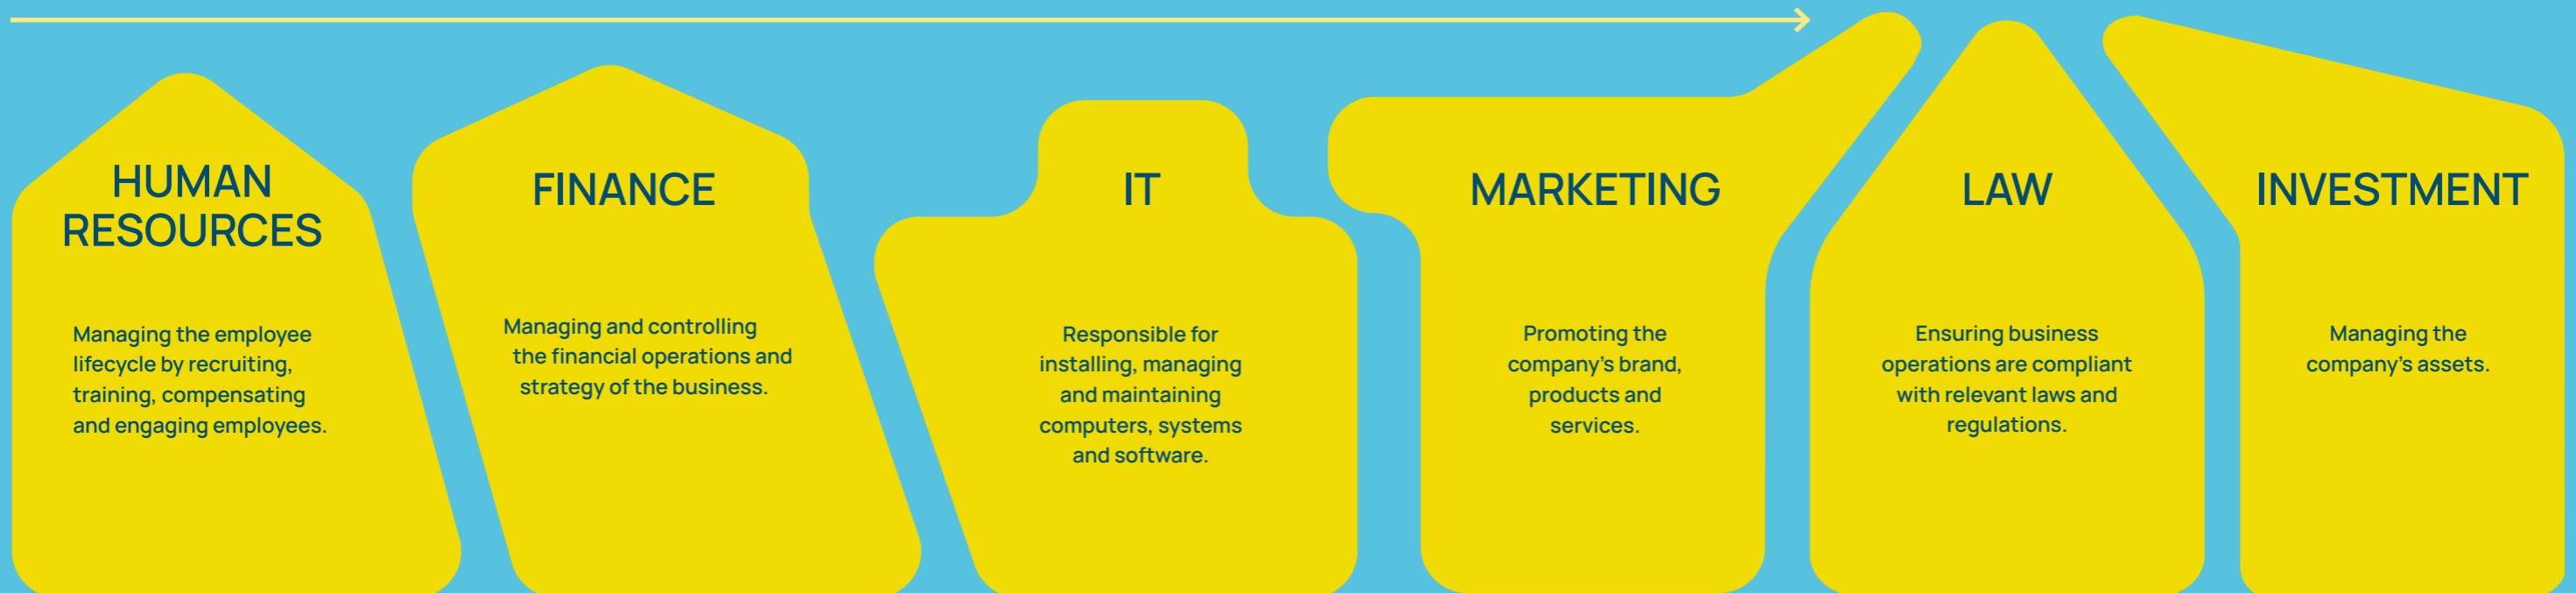 HUMAN
RESOURCES
Managing the employee
lifecycle by recruiting,
training, compensating
and engaging employees.
FINANCE
Managing and controlling
the financial operations and
strategy of the business.
IT
Responsible for
installing, managing
and maintaining
computers, systems
and software.
MARKETING
Promoting the
company’s brand,
products and
services.
LAW
Ensuring business
operations are compliant
with relevant laws and
regulations.
INVESTMENT
Managing the
company’s assets.